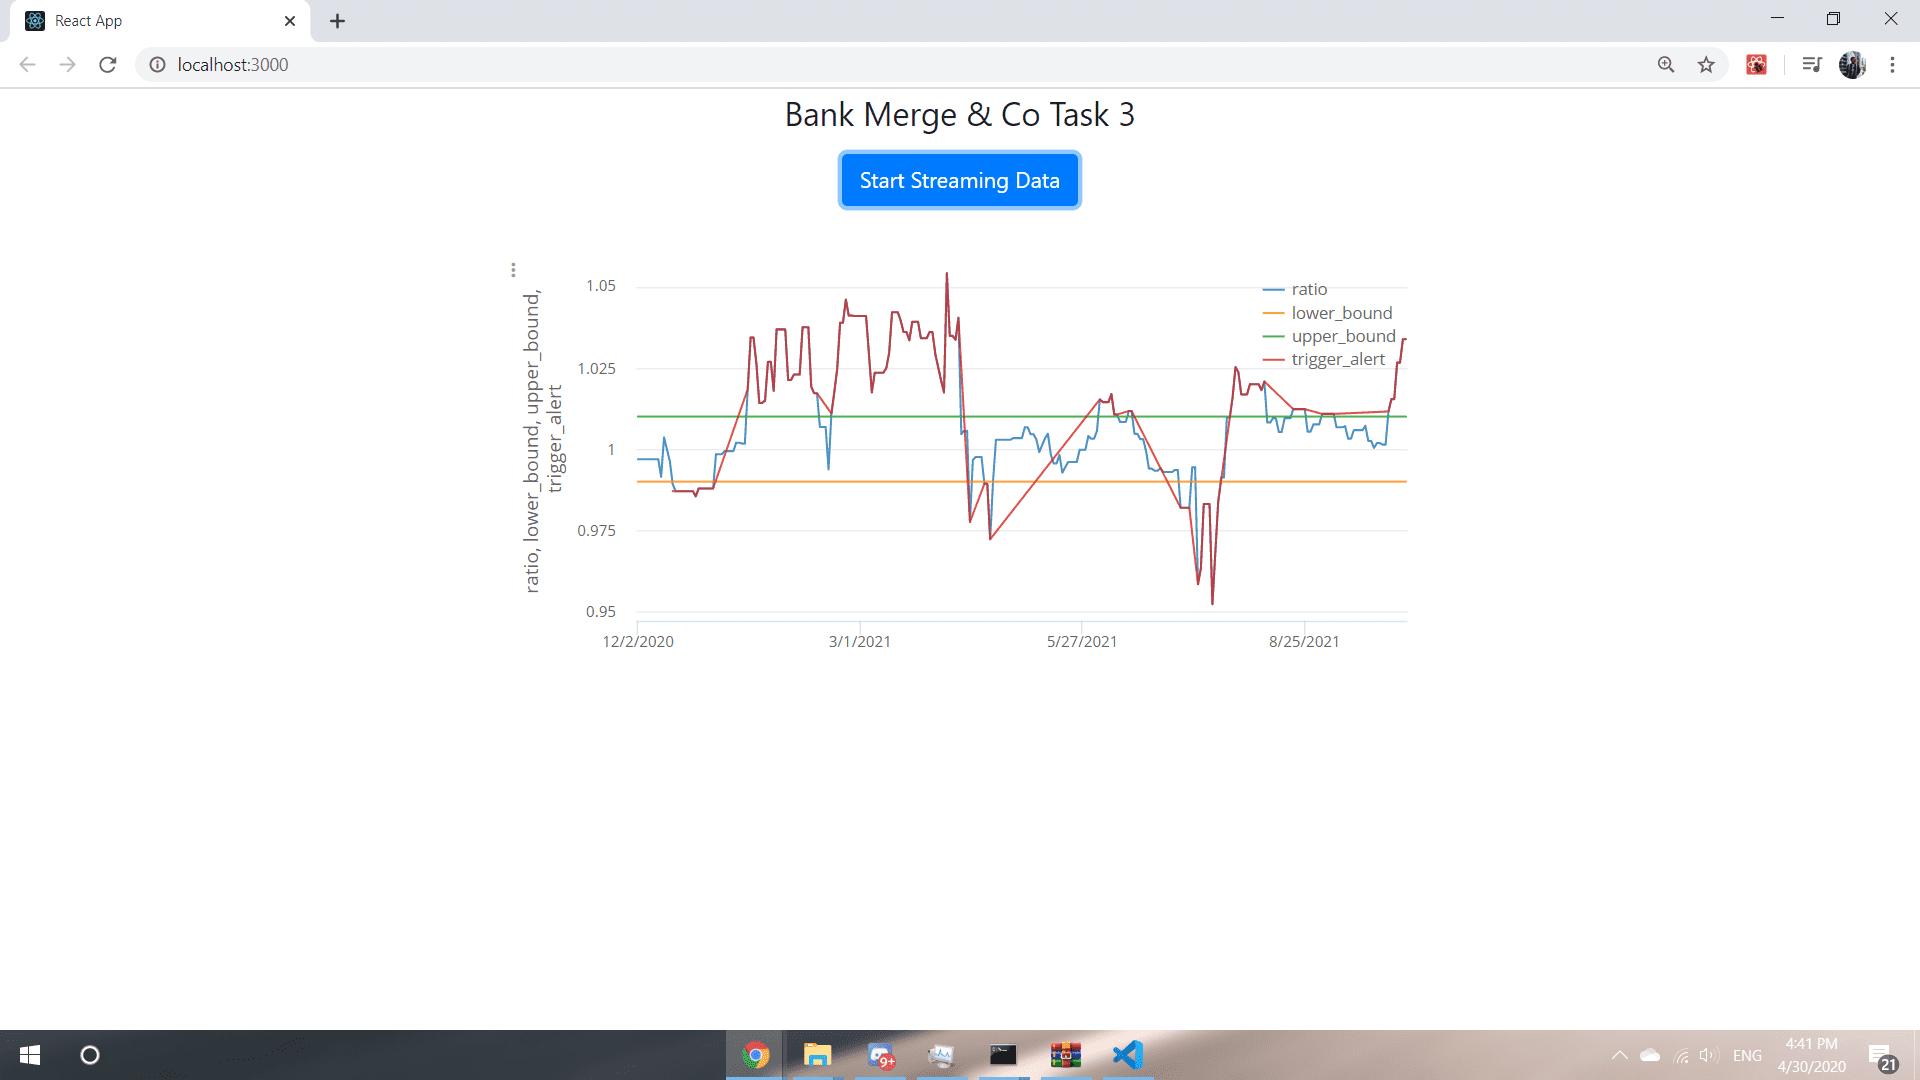 React App
localhost:3000
Bank Merge & Co Task 3
Start Streaming Data
ratio, lower_bound, upper_bound,
trigger_alert
1.05
1.025
1
0.975
0.95
ratio
lower_bound
upper_bound
trigger_alert
12/2/2020 3/1/2021 5/27/2021 8/25/2021
9+
ENG
4:41 PM
4/30/2020
21